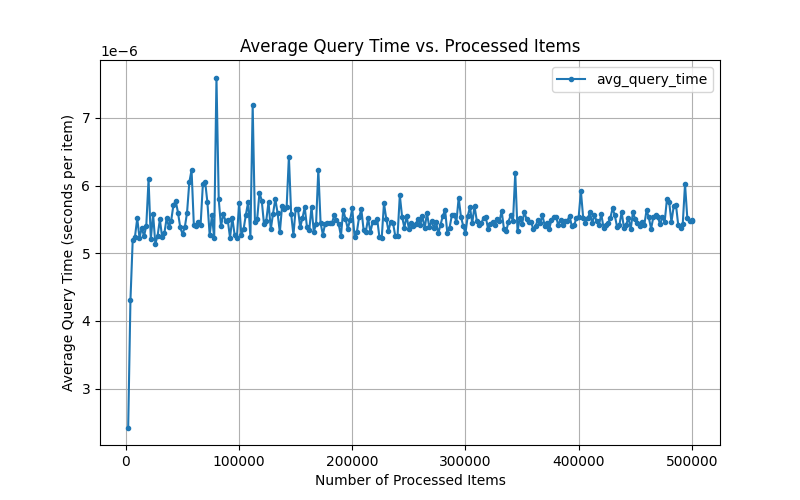 Average Query Time vs. Processed Items
1e−6
avg_query_time
7
6
5
4
3
Average Query Time (seconds per item)
0 100000 200000 300000 400000 500000
Number of Processed Items